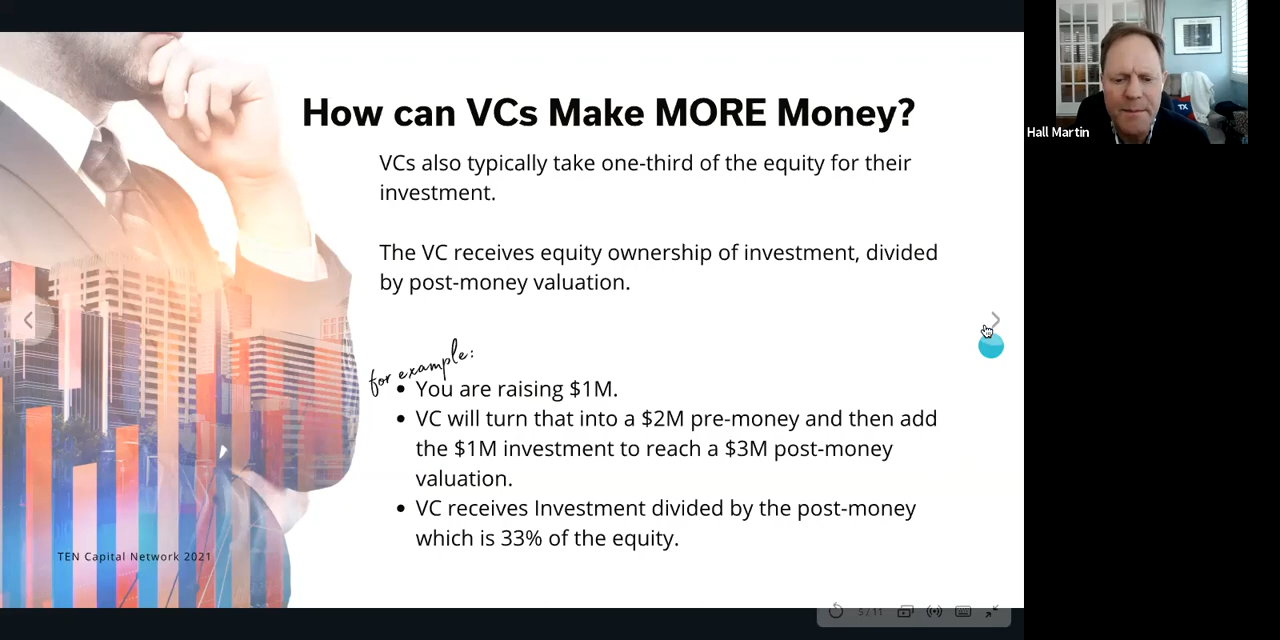 How can VCs Make MORE Money?
VCs also typically take one-third of the equity for their
investment.
The VC receives equity ownership of investment, divided
by post-money valuation.
for example:
• You are raising $1M.
• VC will turn that into a $2M pre-money and then add
the $1M investment to reach a $3M post-money
valuation.
• VC receives Investment divided by the post-money
which is 33% of the equity.
TEN Capital Network 2021
5 / 11
Hall Martin
TX